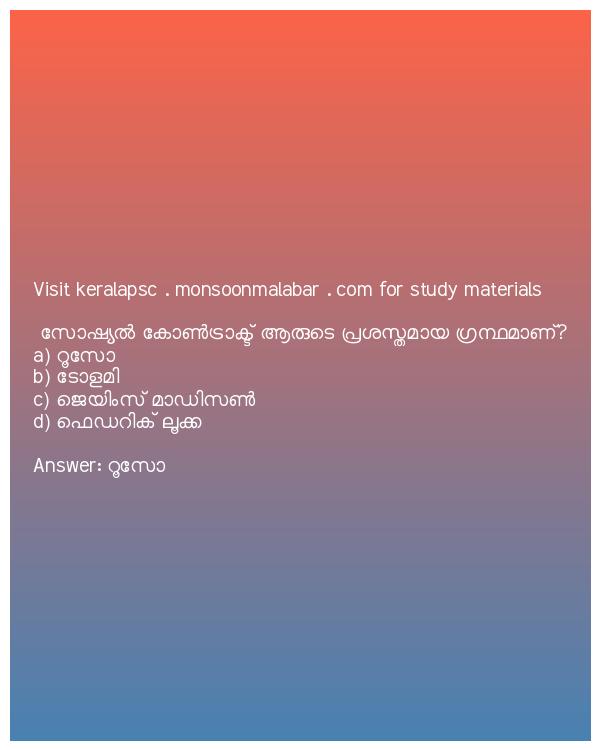 Visit keralapsc . monsoonmalabar . com for study materials
സോഷ്യൽ കോൺട്രാക്ട് ആരുടെ പ്രശസ്തമായ ഗ്രന്ഥമാണ്?
a) റൂസോ
b) ടോളമി
c) ജെയിംസ് മാഡിസൺ
d) ഫെഡറിക് ലൂക്ക
Answer: റൂസോ